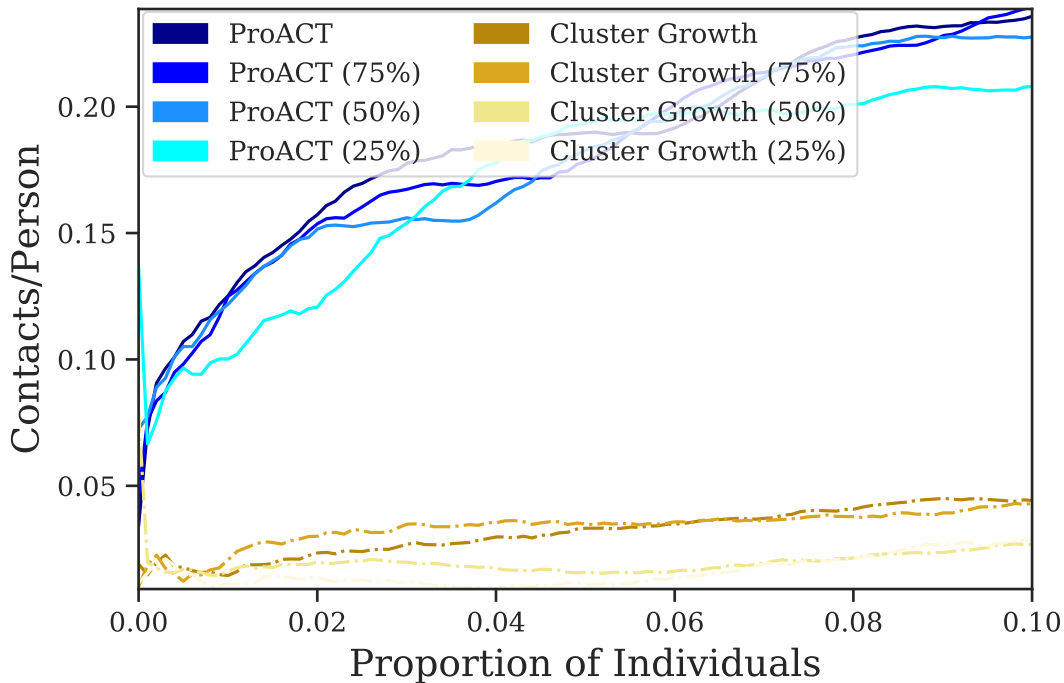 ProACT
ProACT (75%)
ProACT (50%)
ProACT (25%)
Cluster Growth
Cluster Growth (75%)
Cluster Growth (50%)
Cluster Growth (25%)
Contacts/Person
0.20
0.15
0.10
0.05
0.00 0.02 0.04 0.06 0.08 0.10
Proportion of Individuals